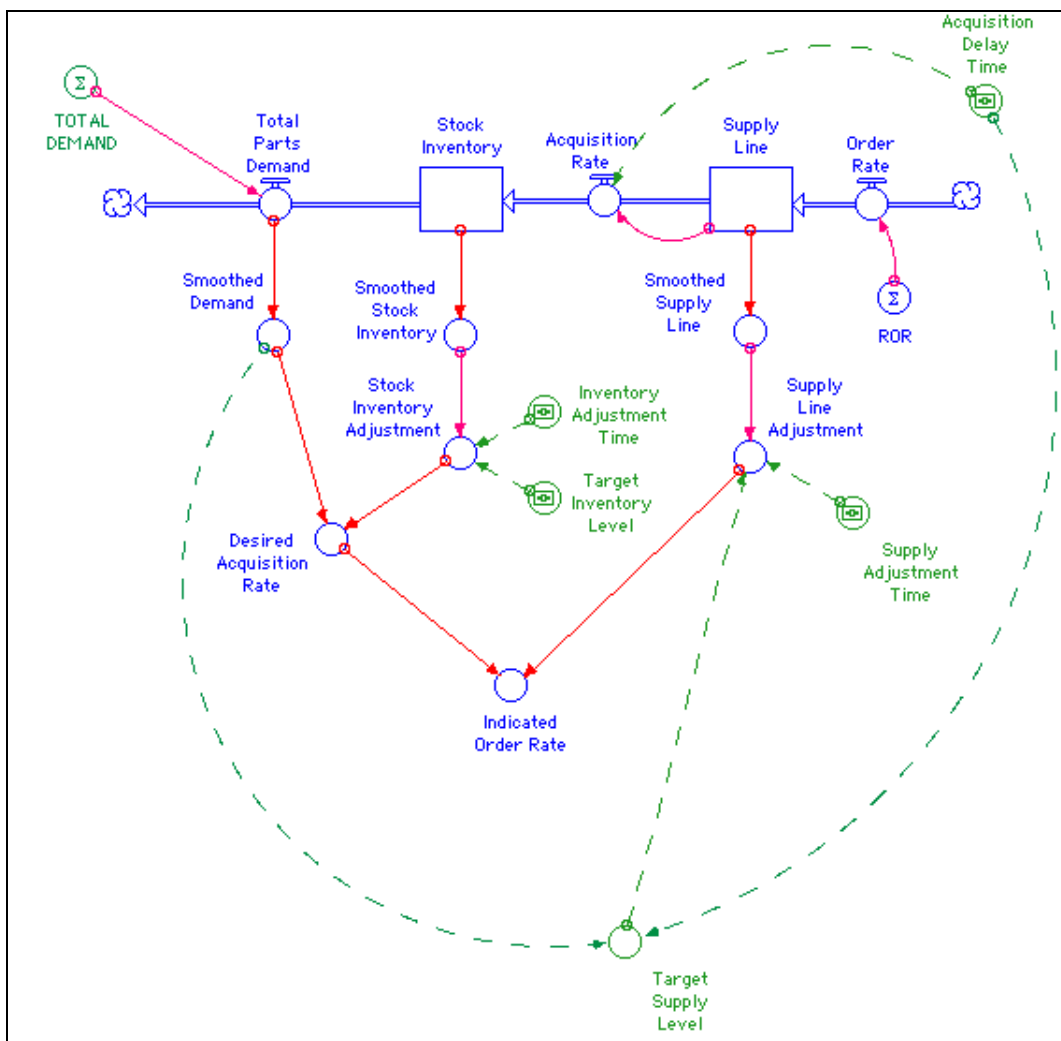 Acquisition
Delay
Time
Σ
TOTAL
DEMAND
Total
Parts
Demand
Stock
Inventory
Acquisition
Rate
Supply
Line
Order
Rate
Smoothed
Demand
Smoothed
Stock
Inventory
Smoothed
Supply
Line
Σ
ROR
Stock
Inventory
Adjustment
Inventory
Adjustment
Time
Supply
Line
Adjustment
Target
Inventory
Level
Desired
Acquisition
Rate
Supply
Adjustment
Time
Indicated
Order Rate
Target
Supply
Level